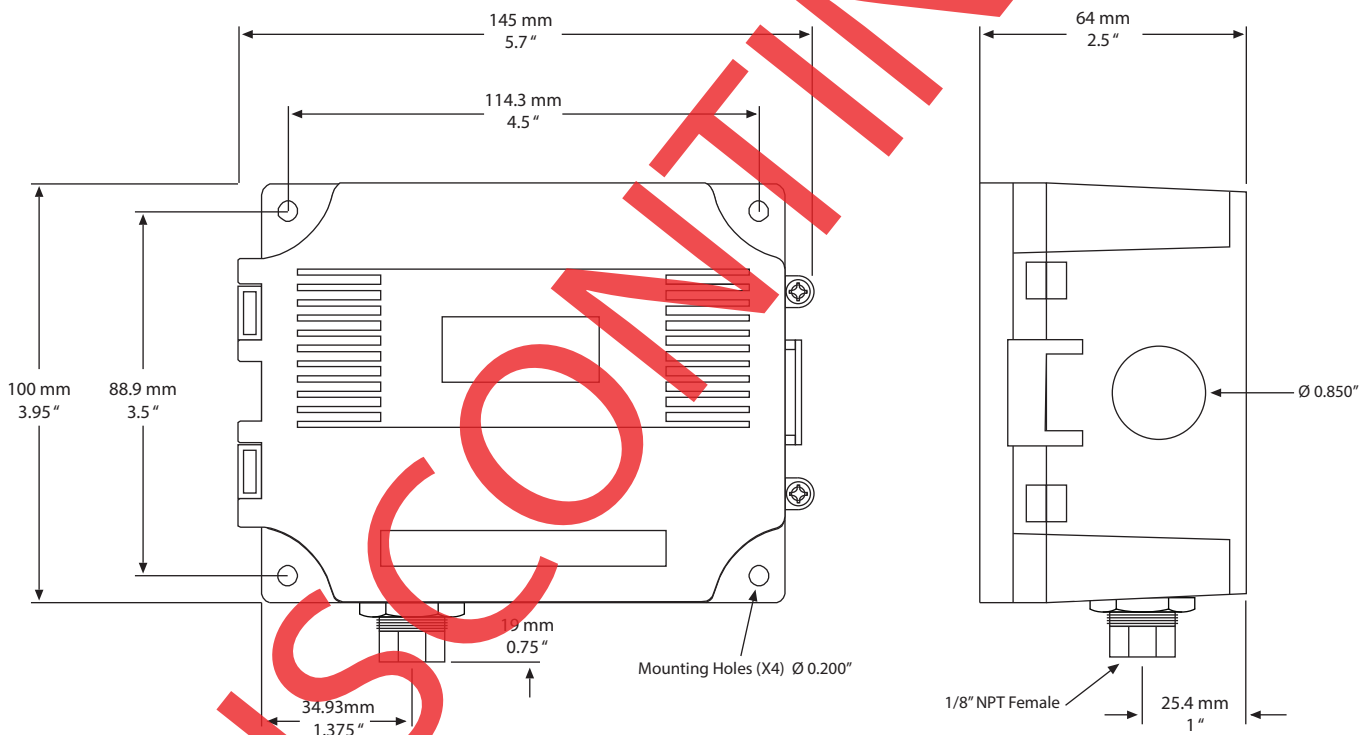 145 mm
5.7 “
64 mm
2.5 “
114.3 mm
4.5 “
100 mm
3.95 “
88.9 mm
3.5 “
Ø 0.850”
19 mm
0.75 “
Mounting Holes (X4) Ø 0.200”
34.93mm
1.375 “
1/8” NPT Female
25.4 mm
1 “
SCONTIN